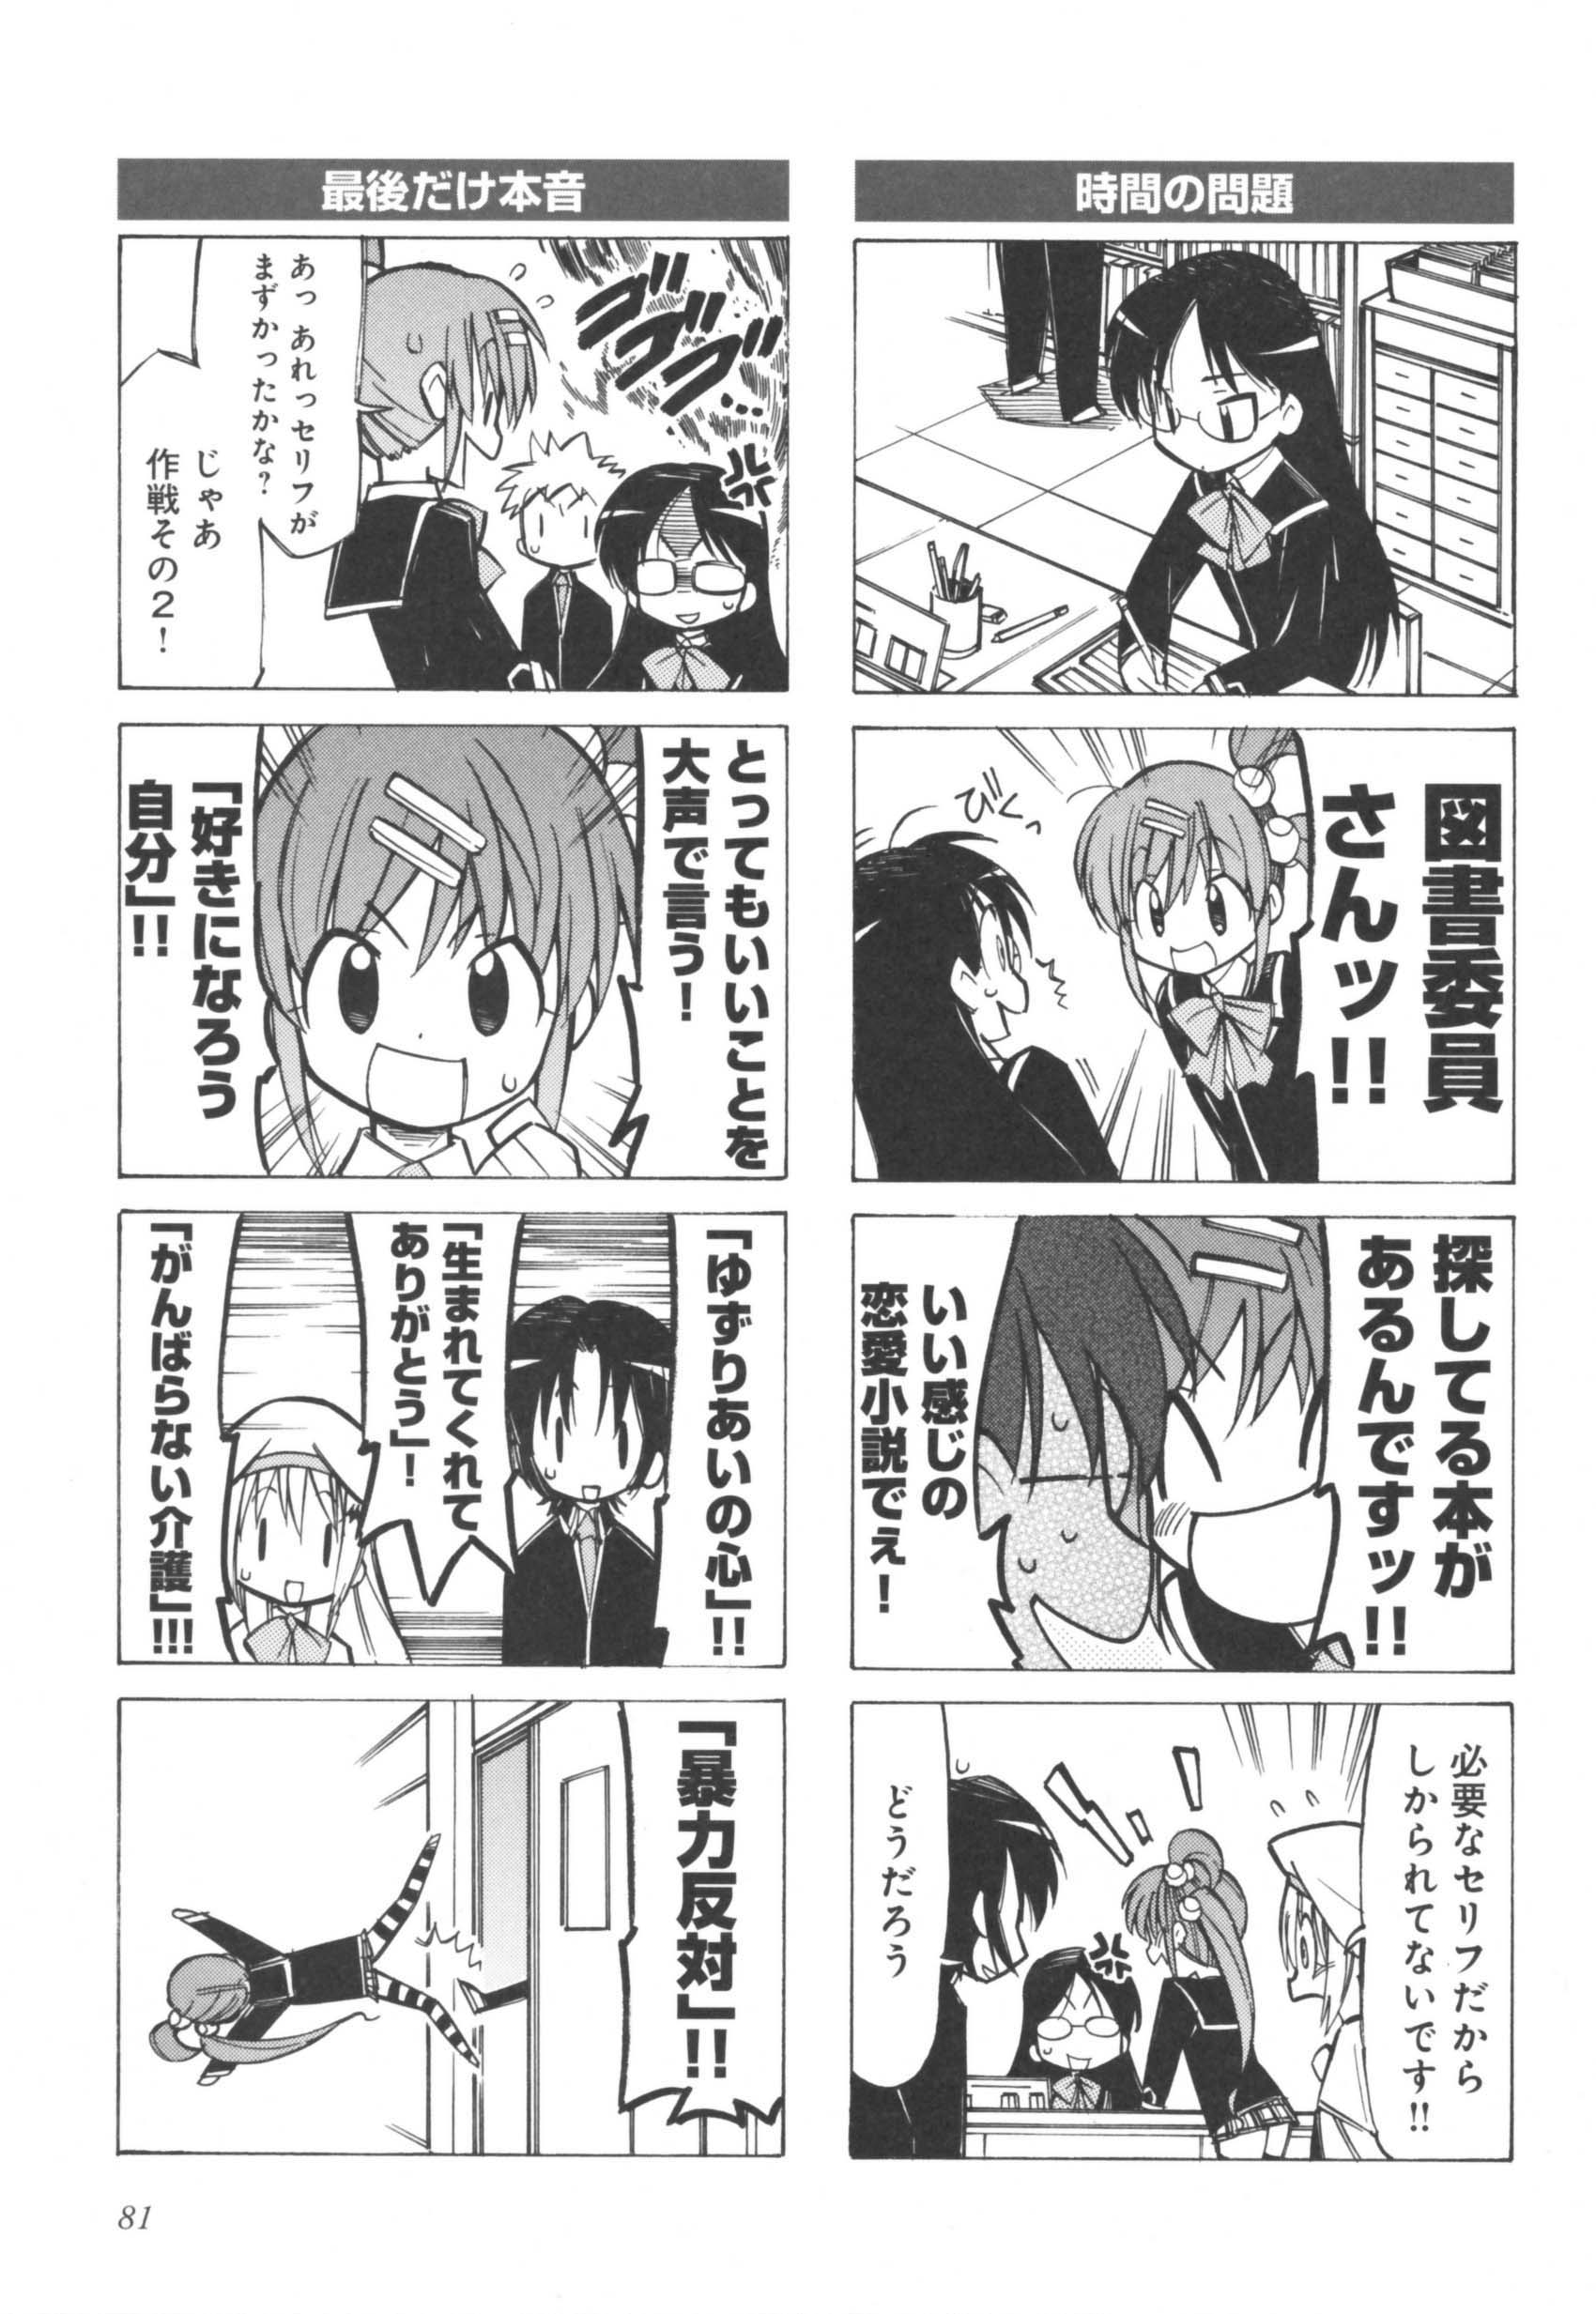 時間の問題
図書委員
さんッ!!
びくっ
探してる本が
あるんですッ!!
いい感じの
恋愛小説でぇ!
必要なセリフだから
しかられてないです!!
どうだろう
最後だけ本音
ゴゴゴ…
あっ あれっセリフが
まずかったかな?
じゃあ
作戦その2!
とってもいいことを
大声で言う!
「好きになろう
自分」!!
「ゆずりあいの心」!!
「生まれてくれて
ありがとう」!
「がんばらない介護」!!!
「暴力反対」!!
81